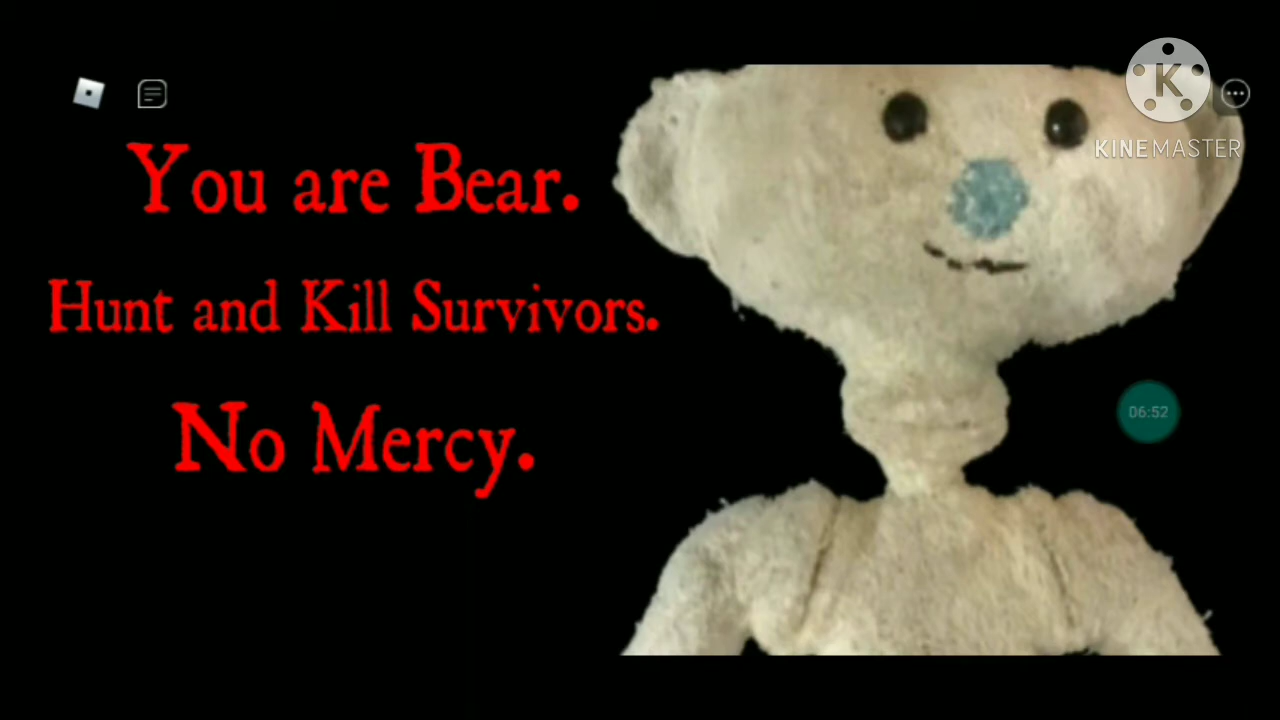 You are Bear.
Hunt and Kill Survivors.
No Mercy.
K
KINEMASTER
06:52